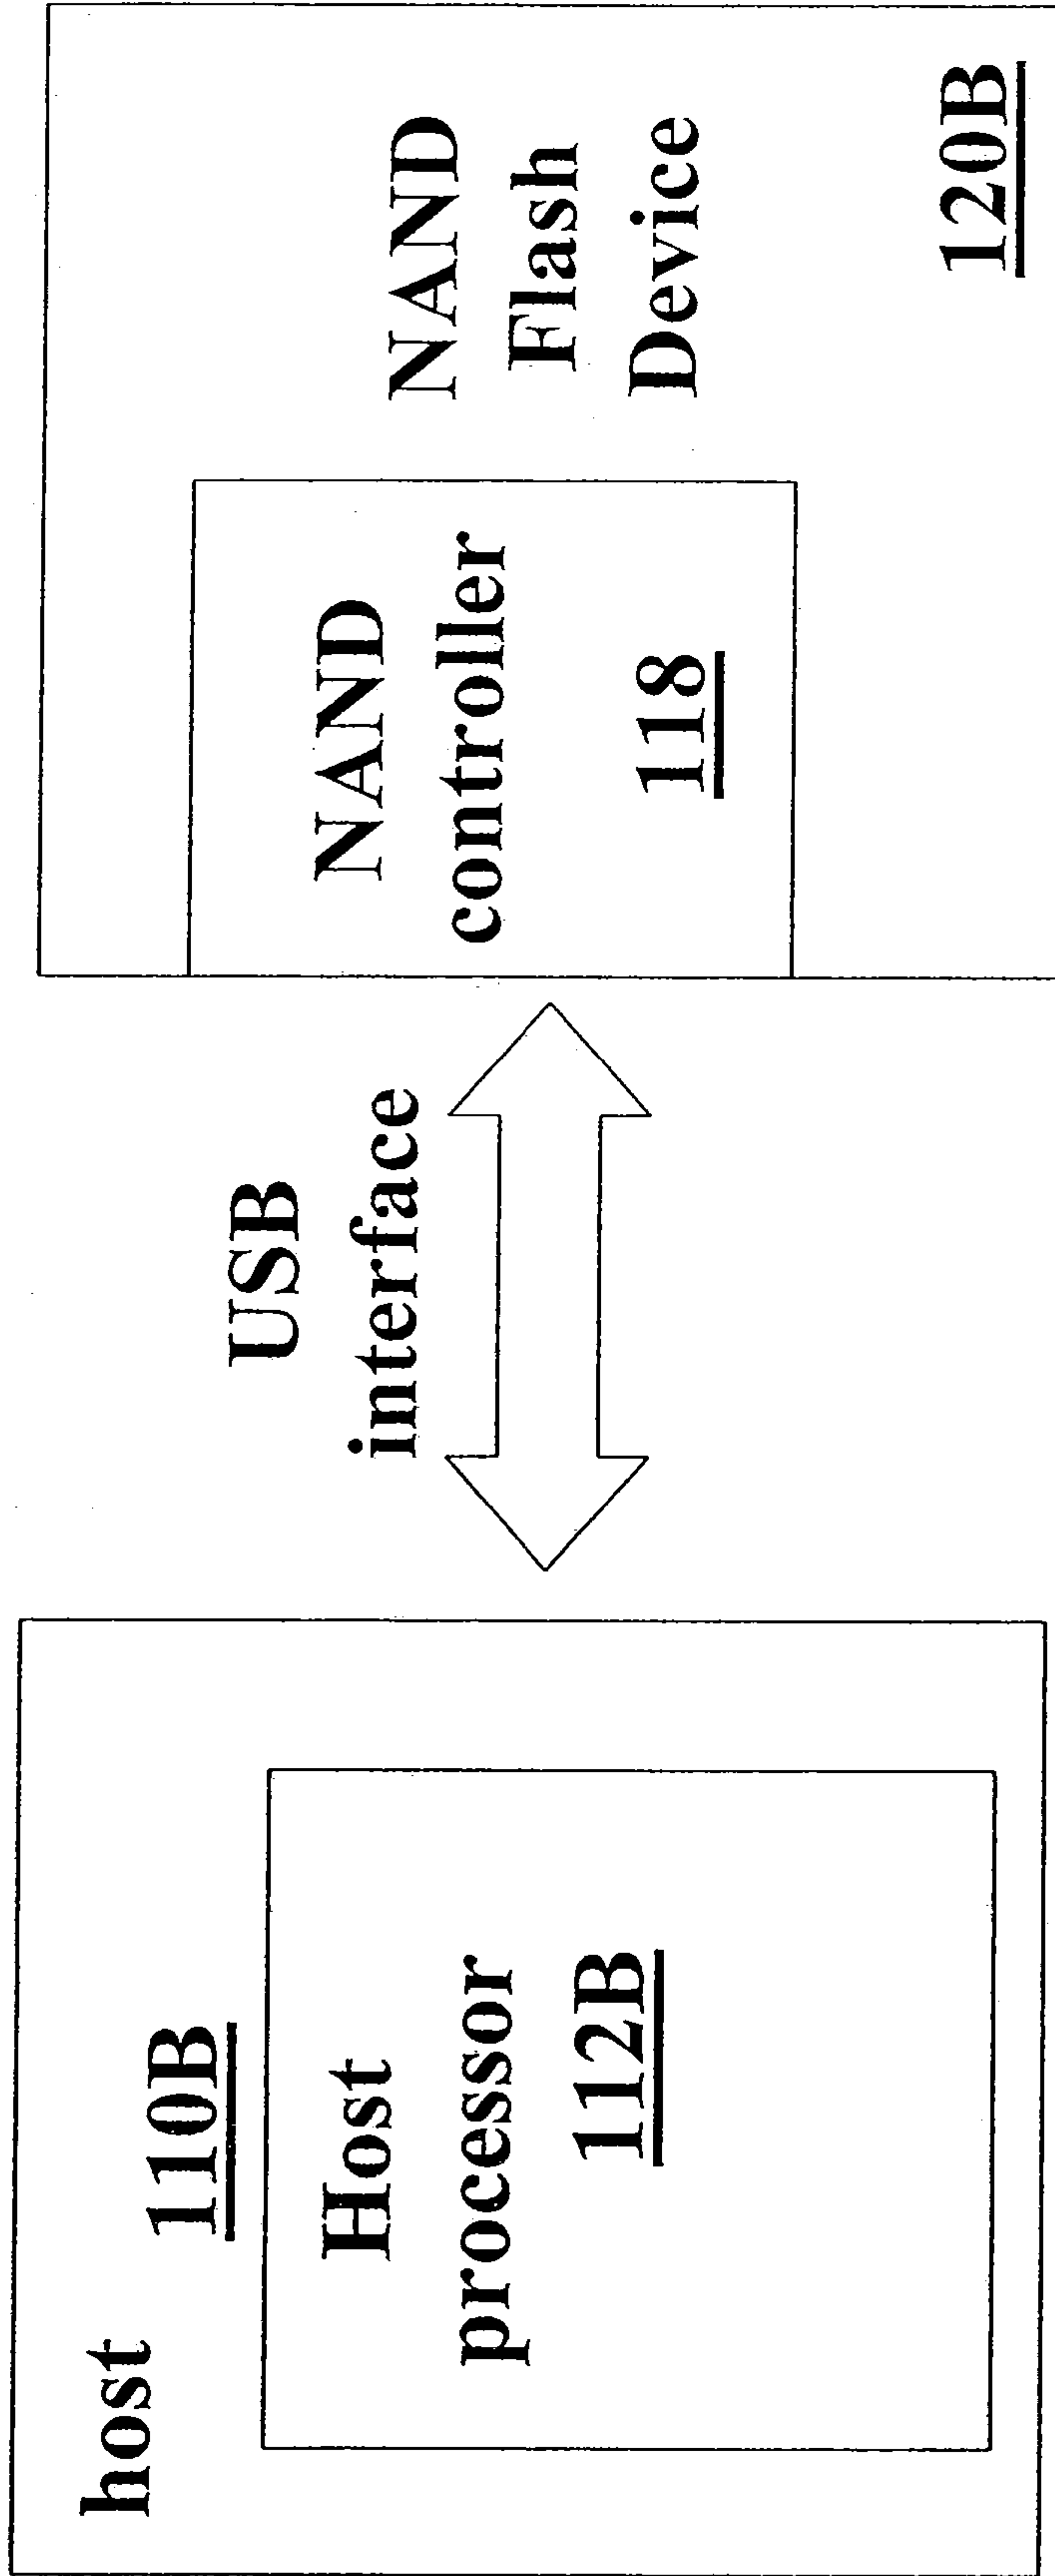 host
110B
Host
processor
112B
USB
interface
NAND
controller
118
NAND
Flash
Device
120B